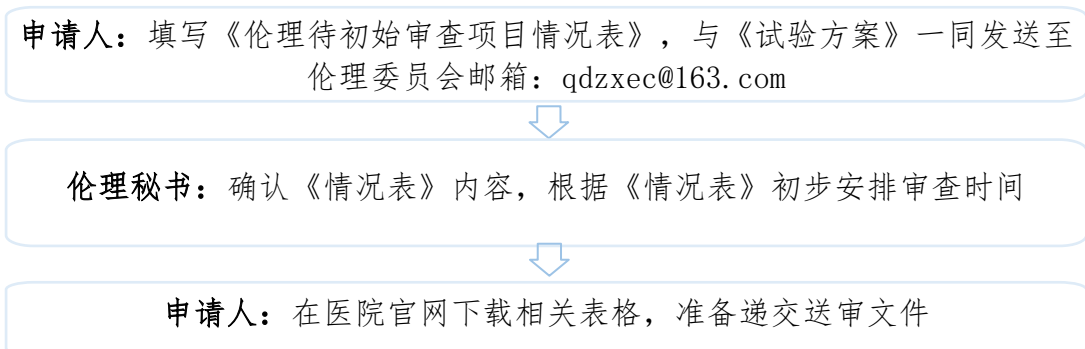 申请人：填写《伦理待初始审查项目情况表》，与《试验方案》一同发送至
伦理委员会邮箱：qdzxec@163.com
伦理秘书：确认《情况表》内容，根据《情况表》初步安排审查时间
申请人：在医院官网下载相关表格，准备递交送审文件